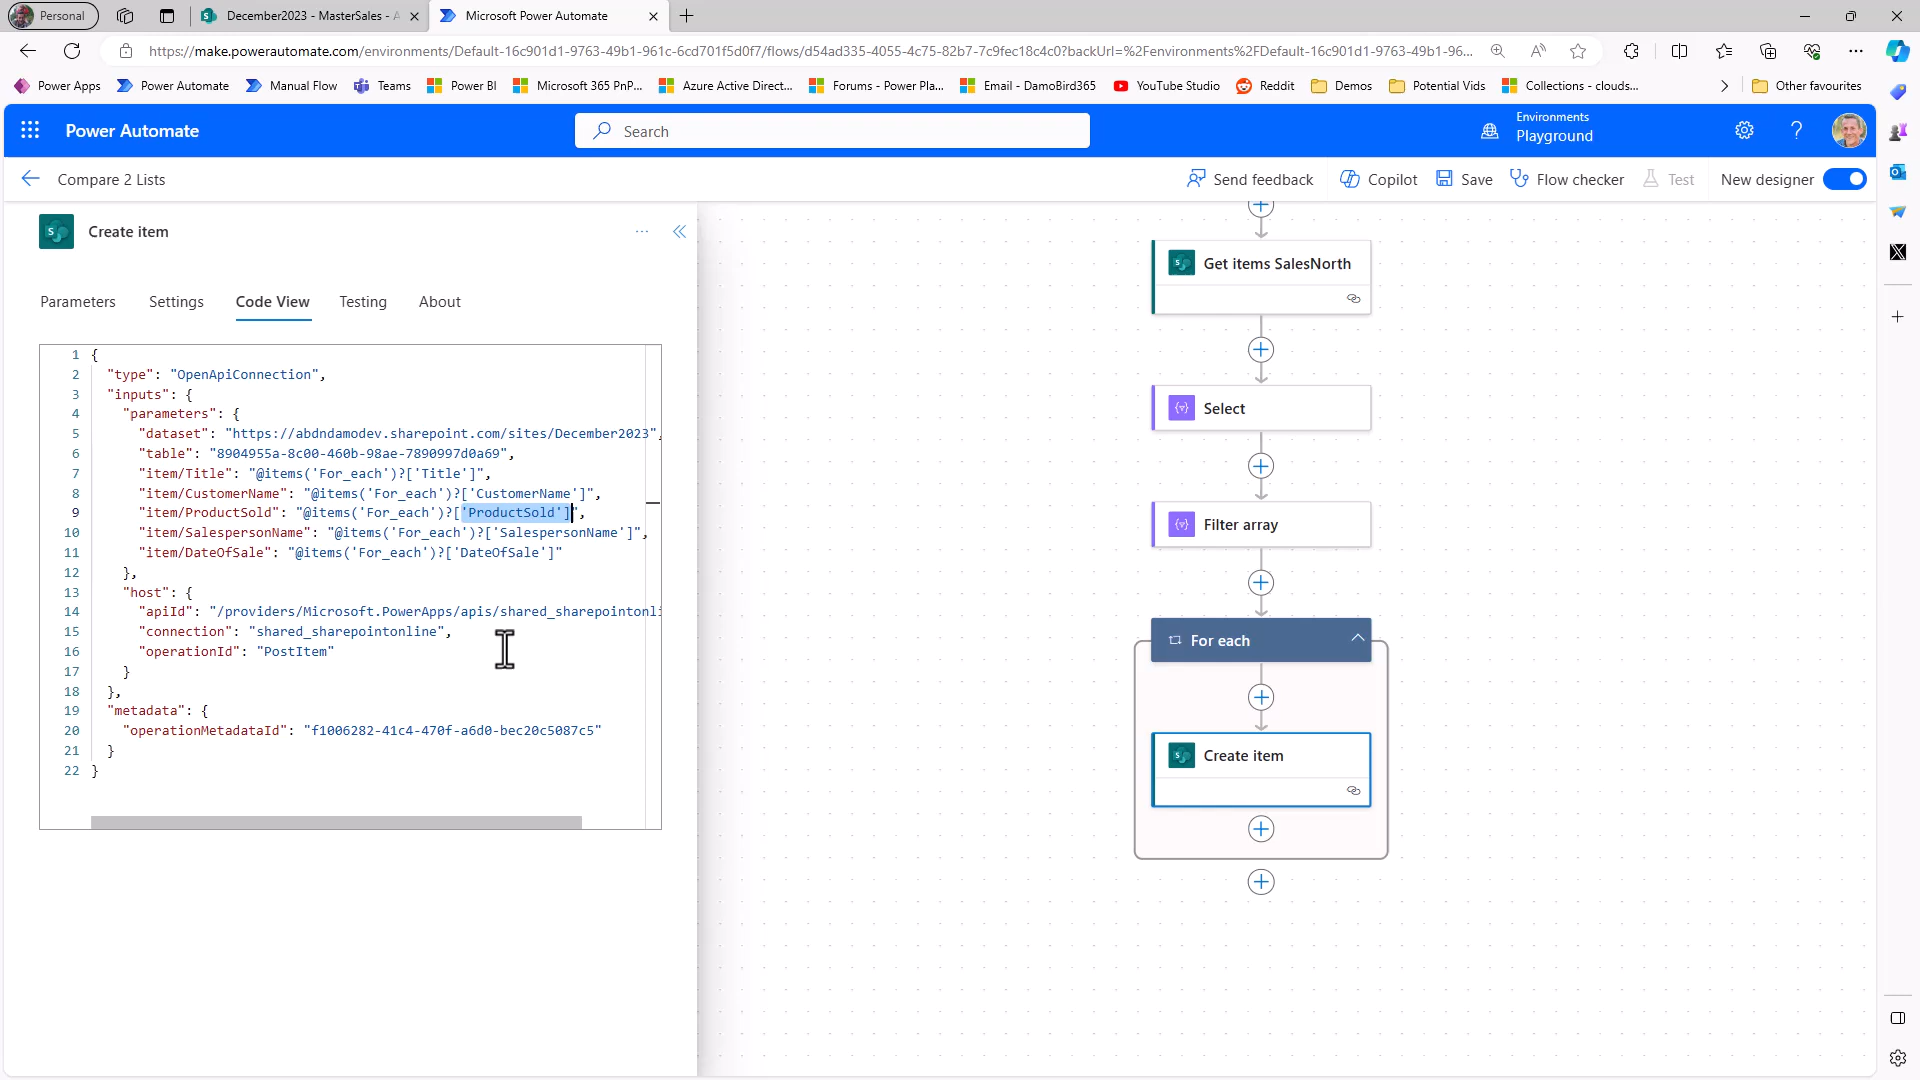 Personal
December2023 - MasterSales - A
Microsoft Power Automate
https://make.powerautomate.com/environments/Default-16c901d1-9763-49b1-961c-6cd701f5d0f7/flows/d54ad335-4055-4c75-82b7-7c9fec18c4c0?backUrl=%2Fenvironments%2FDefault-16c901d1-9763-49b1-96...
Power Apps
Power Automate
Manual Flow
Teams
Power BI
Microsoft 365 PnP...
Azure Active Direct...
Forums - Power Pla...
Email - DamoBird365
YouTube Studio
Reddit
Demos
Potential Vids
Collections - clouds...
Other favourites
Power Automate
Search
Environments
Playground
Compare 2 Lists
Send feedback
Copilot
Save
Flow checker
Test
New designer
Create item
Parameters
Settings
Code View
Testing
About
1 {
2 "type": "OpenApiConnection",
3 "inputs": {
4 "parameters": {
5 "dataset": "https://abdndamodev.sharepoint.com/sites/December2023",
6 "table": "8904955a-8c00-460b-98ae-7890997d0a69",
7 "item/Title": "@items('For_each')?['Title']",
8 "item/CustomerName": "@items('For_each')?['CustomerName']",
9 "item/ProductSold": "@items('For_each')?['ProductSold']",
10 "item/SalespersonName": "@items('For_each')?['SalespersonName']",
11 "item/DateOfSale": "@items('For_each')?['DateOfSale']"
12 },
13 "host": {
14 "apiId": "/providers/Microsoft.PowerApps/apis/shared_sharepointonli
15 "connection": "shared_sharepointonline",
16 "operationId": "PostItem"
17 }
18 },
19 "metadata": {
20 "operationMetadataId": "f1006282-41c4-470f-a6d0-bec20c5087c5"
21 }
22 }
Get items SalesNorth
Select
Filter array
For each
Create item